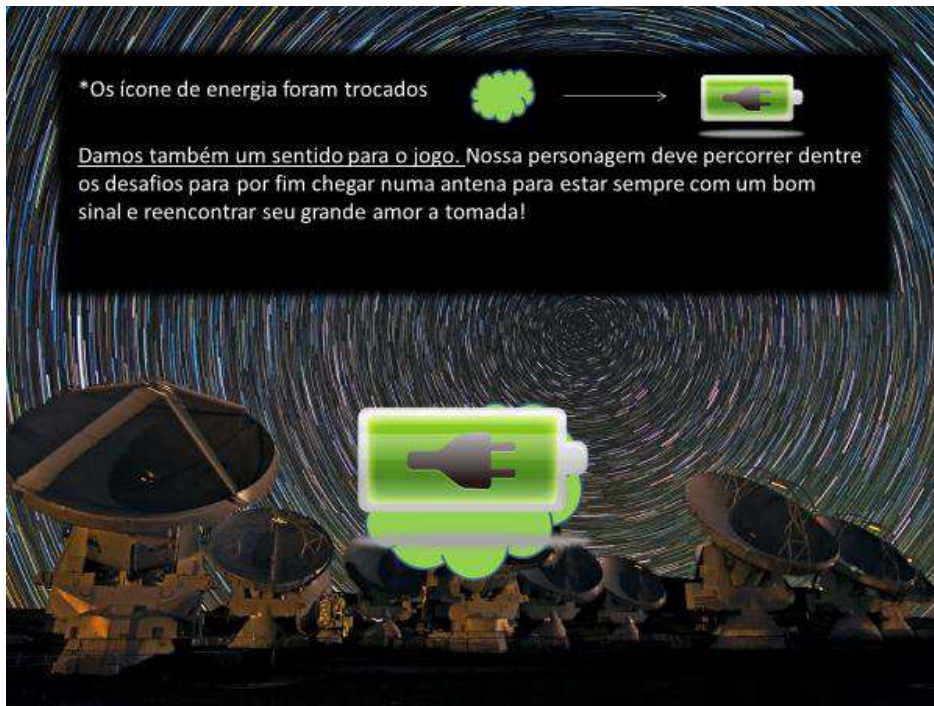 *Os ícone de energia foram trocados
Damos também um sentido para o jogo. Nossa personagem deve percorrer dentre
os desafios para por fim chegar numa antena para estar sempre com um bom
sinal e reencontrar seu grande amor a tomada!